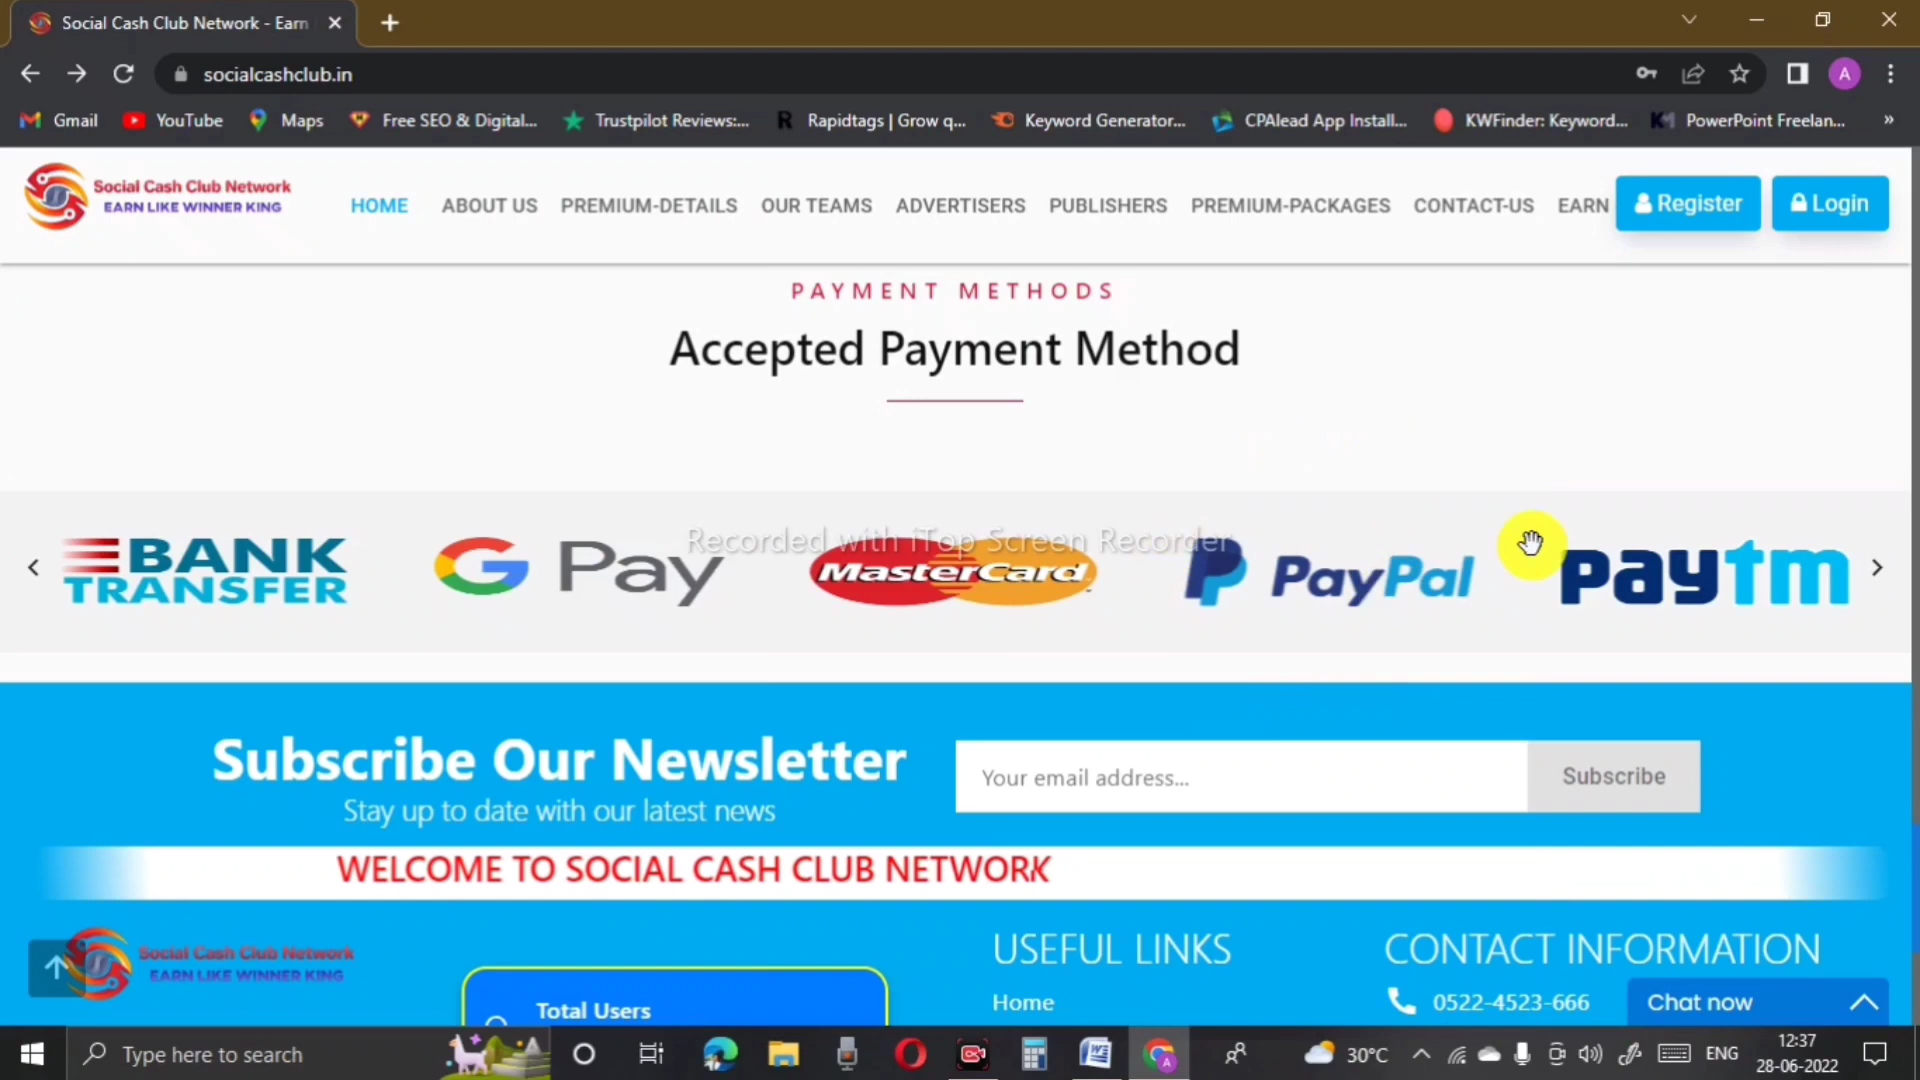 Social Cash Club Network - Earn
socialcashclub.in
A
Gmail
YouTube
Maps
Free SEO & Digital...
Trustpilot Reviews:...
Rapidtags | Grow q...
Keyword Generator...
CPAlead App Install...
KWFinder: Keyword...
PowerPoint Freelan...
»
Social Cash Club Network
EARN LIKE WINNER KING
HOME
ABOUT US
PREMIUM-DETAILS
OUR TEAMS
ADVERTISERS
PUBLISHERS
PREMIUM-PACKAGES
CONTACT-US
EARN
Register
Login
PAYMENT METHODS
Accepted Payment Method
BANK
TRANSFER
G Pay
MasterCard
PayPal
paytm
Recorded with iTop Screen Recorder
Subscribe Our Newsletter
Stay up to date with our latest news
Your email address...
Subscribe
WELCOME TO SOCIAL CASH CLUB NETWORK
Social Cash Club Network
EARN LIKE WINNER KING
Total Users
USEFUL LINKS
Home
CONTACT INFORMATION
0522-4523-666
Chat now
Type here to search
30°C
ENG
12:37
28-06-2022